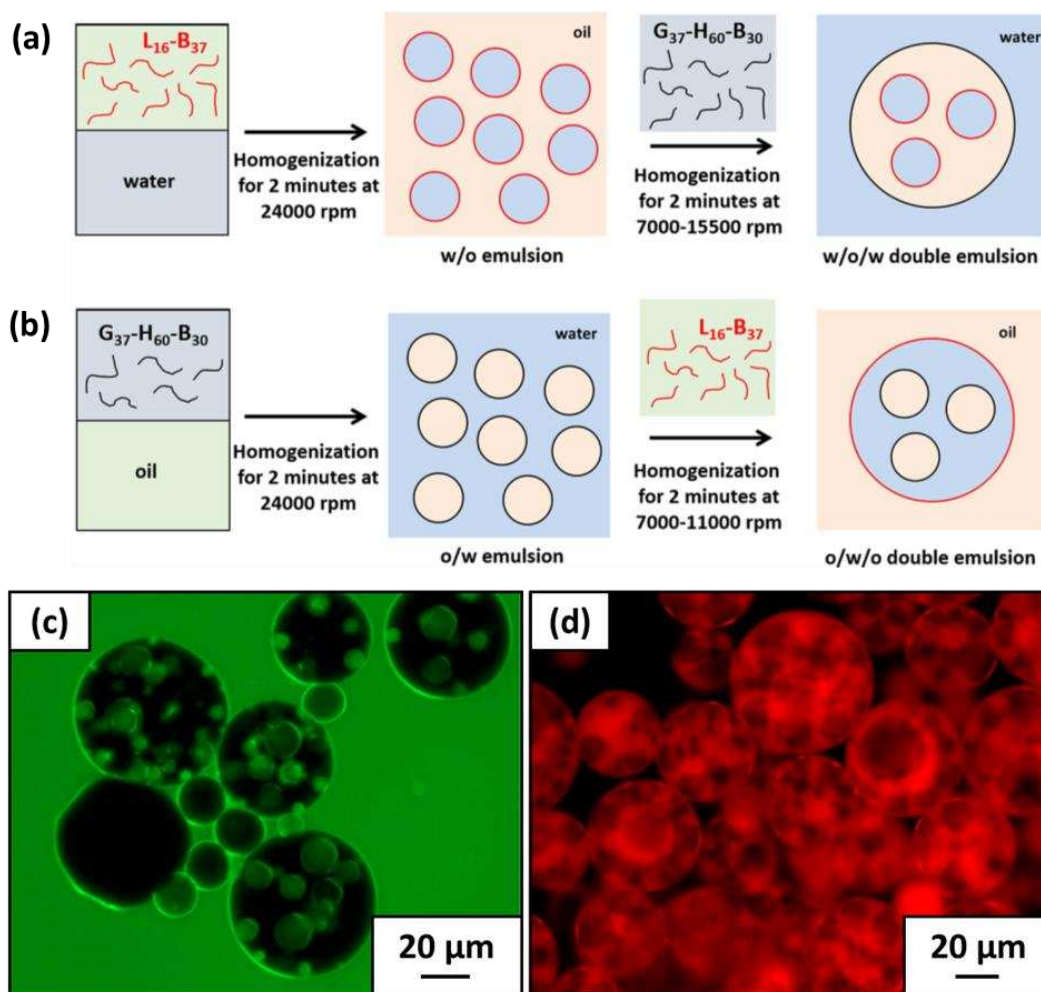 (a)
L16-B37
water
Homogenization
for 2 minutes at
24000 rpm
oil
w/o emulsion
G37-H60-B30
Homogenization
for 2 minutes at
7000-15500 rpm
water
w/o/w double emulsion
(b)
G37-H60-B30
oil
Homogenization
for 2 minutes at
24000 rpm
water
o/w emulsion
L16-B37
Homogenization
for 2 minutes at
7000-11000 rpm
oil
o/w/o double emulsion
(c)
20 µm
(d)
20 µm